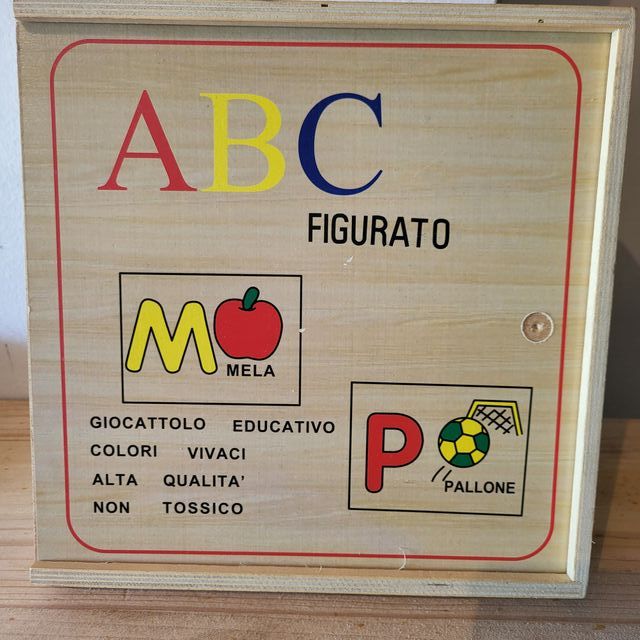 ABC
FIGURATO
M
MELA
GIOCATTOLO EDUCATIVO
COLORI VIVACI
ALTA QUALITA'
NON TOSSICO
P
PALLONE